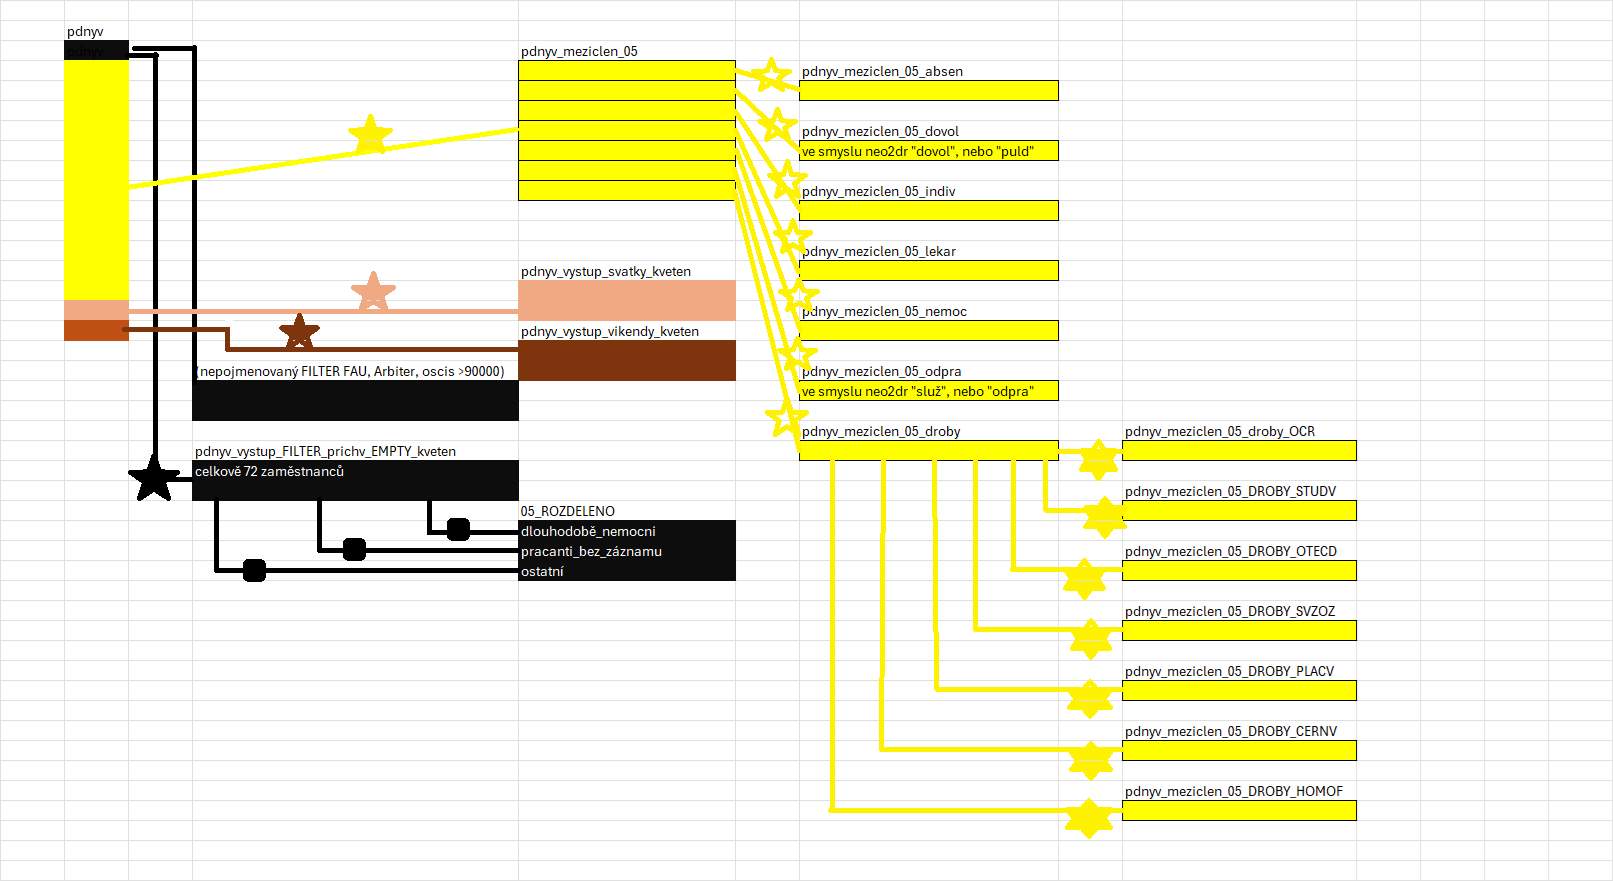 pdnyv
pdnyv
pdnyv_meziclen_05
pdnyv_meziclen_05_absen
pdnyv_meziclen_05_dovol
ve smyslu neo2dr "dovol", nebo "puld"
pdnyv_meziclen_05_indiv
pdnyv_meziclen_05_lekar
pdnyv_vystup_svatky_kveten
pdnyv_meziclen_05_nemoc
pdnyv_vystup_vikendy_kveten
(nepojmenovaný FILTER FAU, Arbiter, oscis >90000)
pdnyv_meziclen_05_odpra
ve smyslu neo2dr "služ", nebo "odpra"
pdnyv_meziclen_05_droby
pdnyv_meziclen_05_droby_OCR
pdnyv_vystup_FILTER_prichv_EMPTY_kveten
celkově 72 zaměstnanců
pdnyv_meziclen_05_DROBY_STUDV
05_ROZDELENO
dlouhodobě_nemocni
pracanti_bez_záznamu
ostatní
pdnyv_meziclen_05_DROBY_OTECD
pdnyv_meziclen_05_DROBY_SVZOZ
pdnyv_meziclen_05_DROBY_PLACV
pdnyv_meziclen_05_DROBY_CERNV
pdnyv_meziclen_05_DROBY_HOMOF